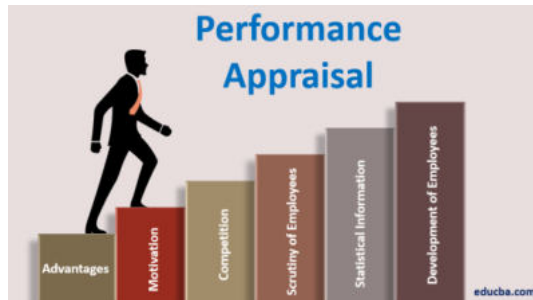 Performance
Appraisal
Advantages
Motivation
Competition
Scrutiny of Employees
Statistical Information
Development of Employees
educba.com